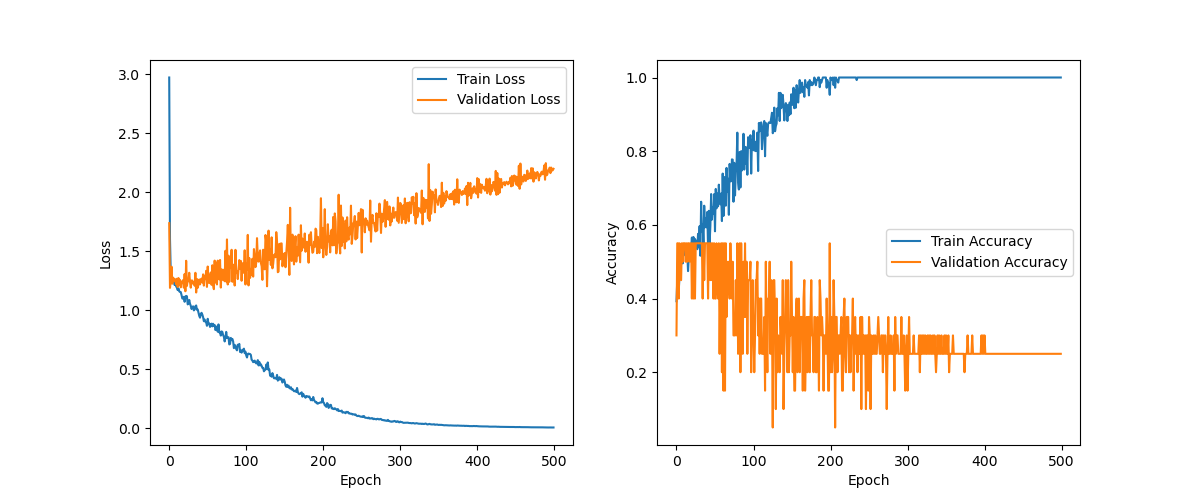 Train Loss
Validation Loss
3.0
2.5
2.0
1.5
1.0
0.5
0.0
Loss
0 100 200 300 400 500
Epoch
Train Accuracy
Validation Accuracy
1.0
0.8
0.6
0.4
0.2
Accuracy
0 100 200 300 400 500
Epoch